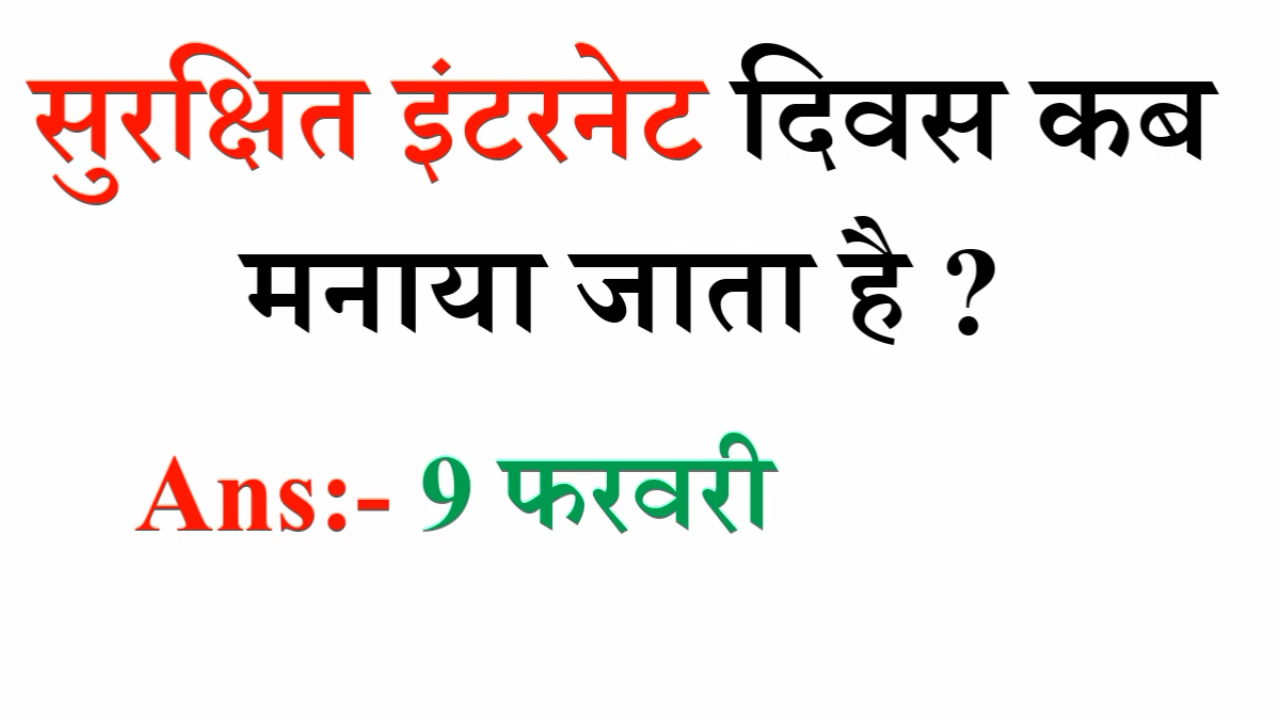 सुरक्षित इंटरनेट दिवस कब
मनाया जाता है ?
Ans:- 9 फरवरी